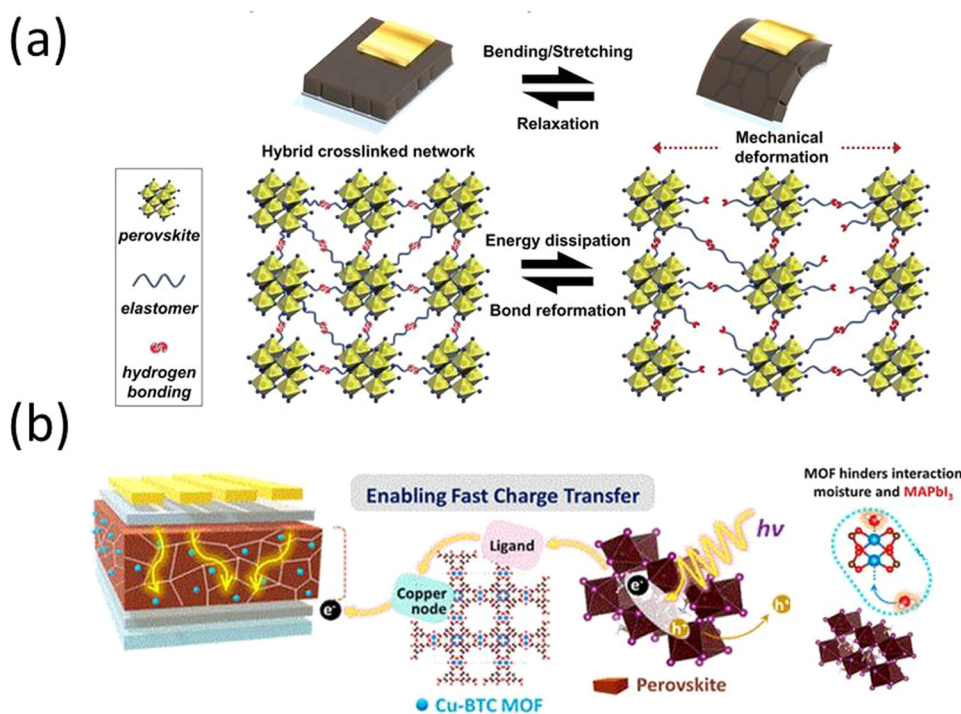 (a)
Bending/Stretching
Relaxation
Hybrid crosslinked network
Mechanical
deformation
perovskite
elastomer
hydrogen
bonding
Energy dissipation
Bond reformation
(b)
Enabling Fast Charge Transfer
MOF hinders interaction
moisture and MAPbI₃
hν
Ligand
Copper
node
e⁻
e⁻
h⁺
h⁺
Cu-BTC MOF
Perovskite